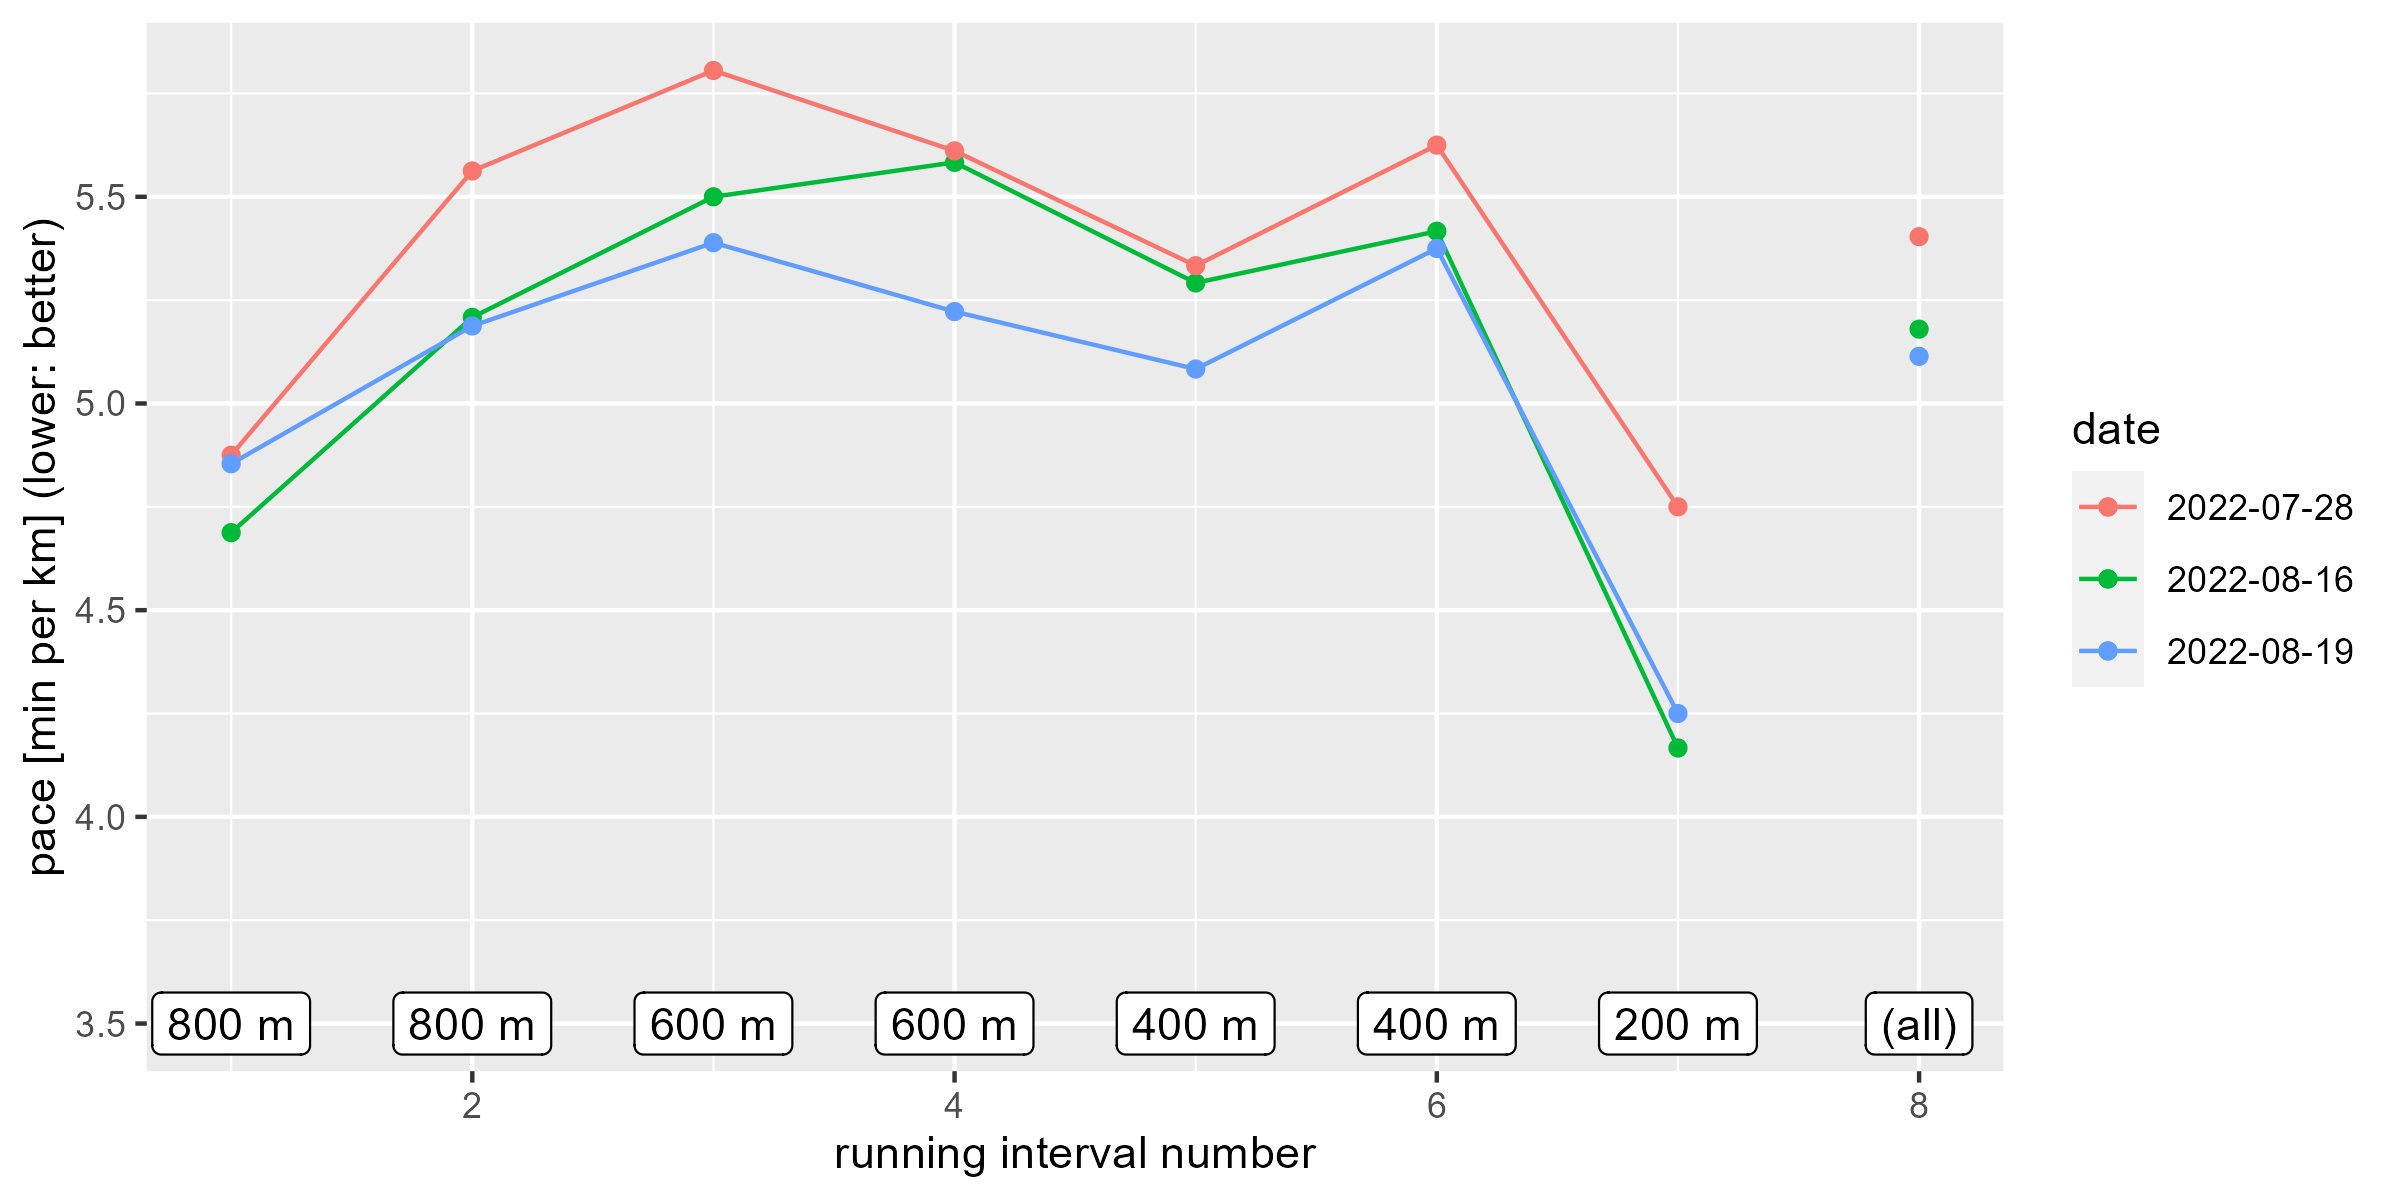 pace [min per km] (lower: better)
5.5
5.0
4.5
4.0
3.5
800 m
800 m
600 m
600 m
400 m
400 m
200 m
(all)
2
4
6
8
running interval number
date
2022-07-28
2022-08-16
2022-08-19